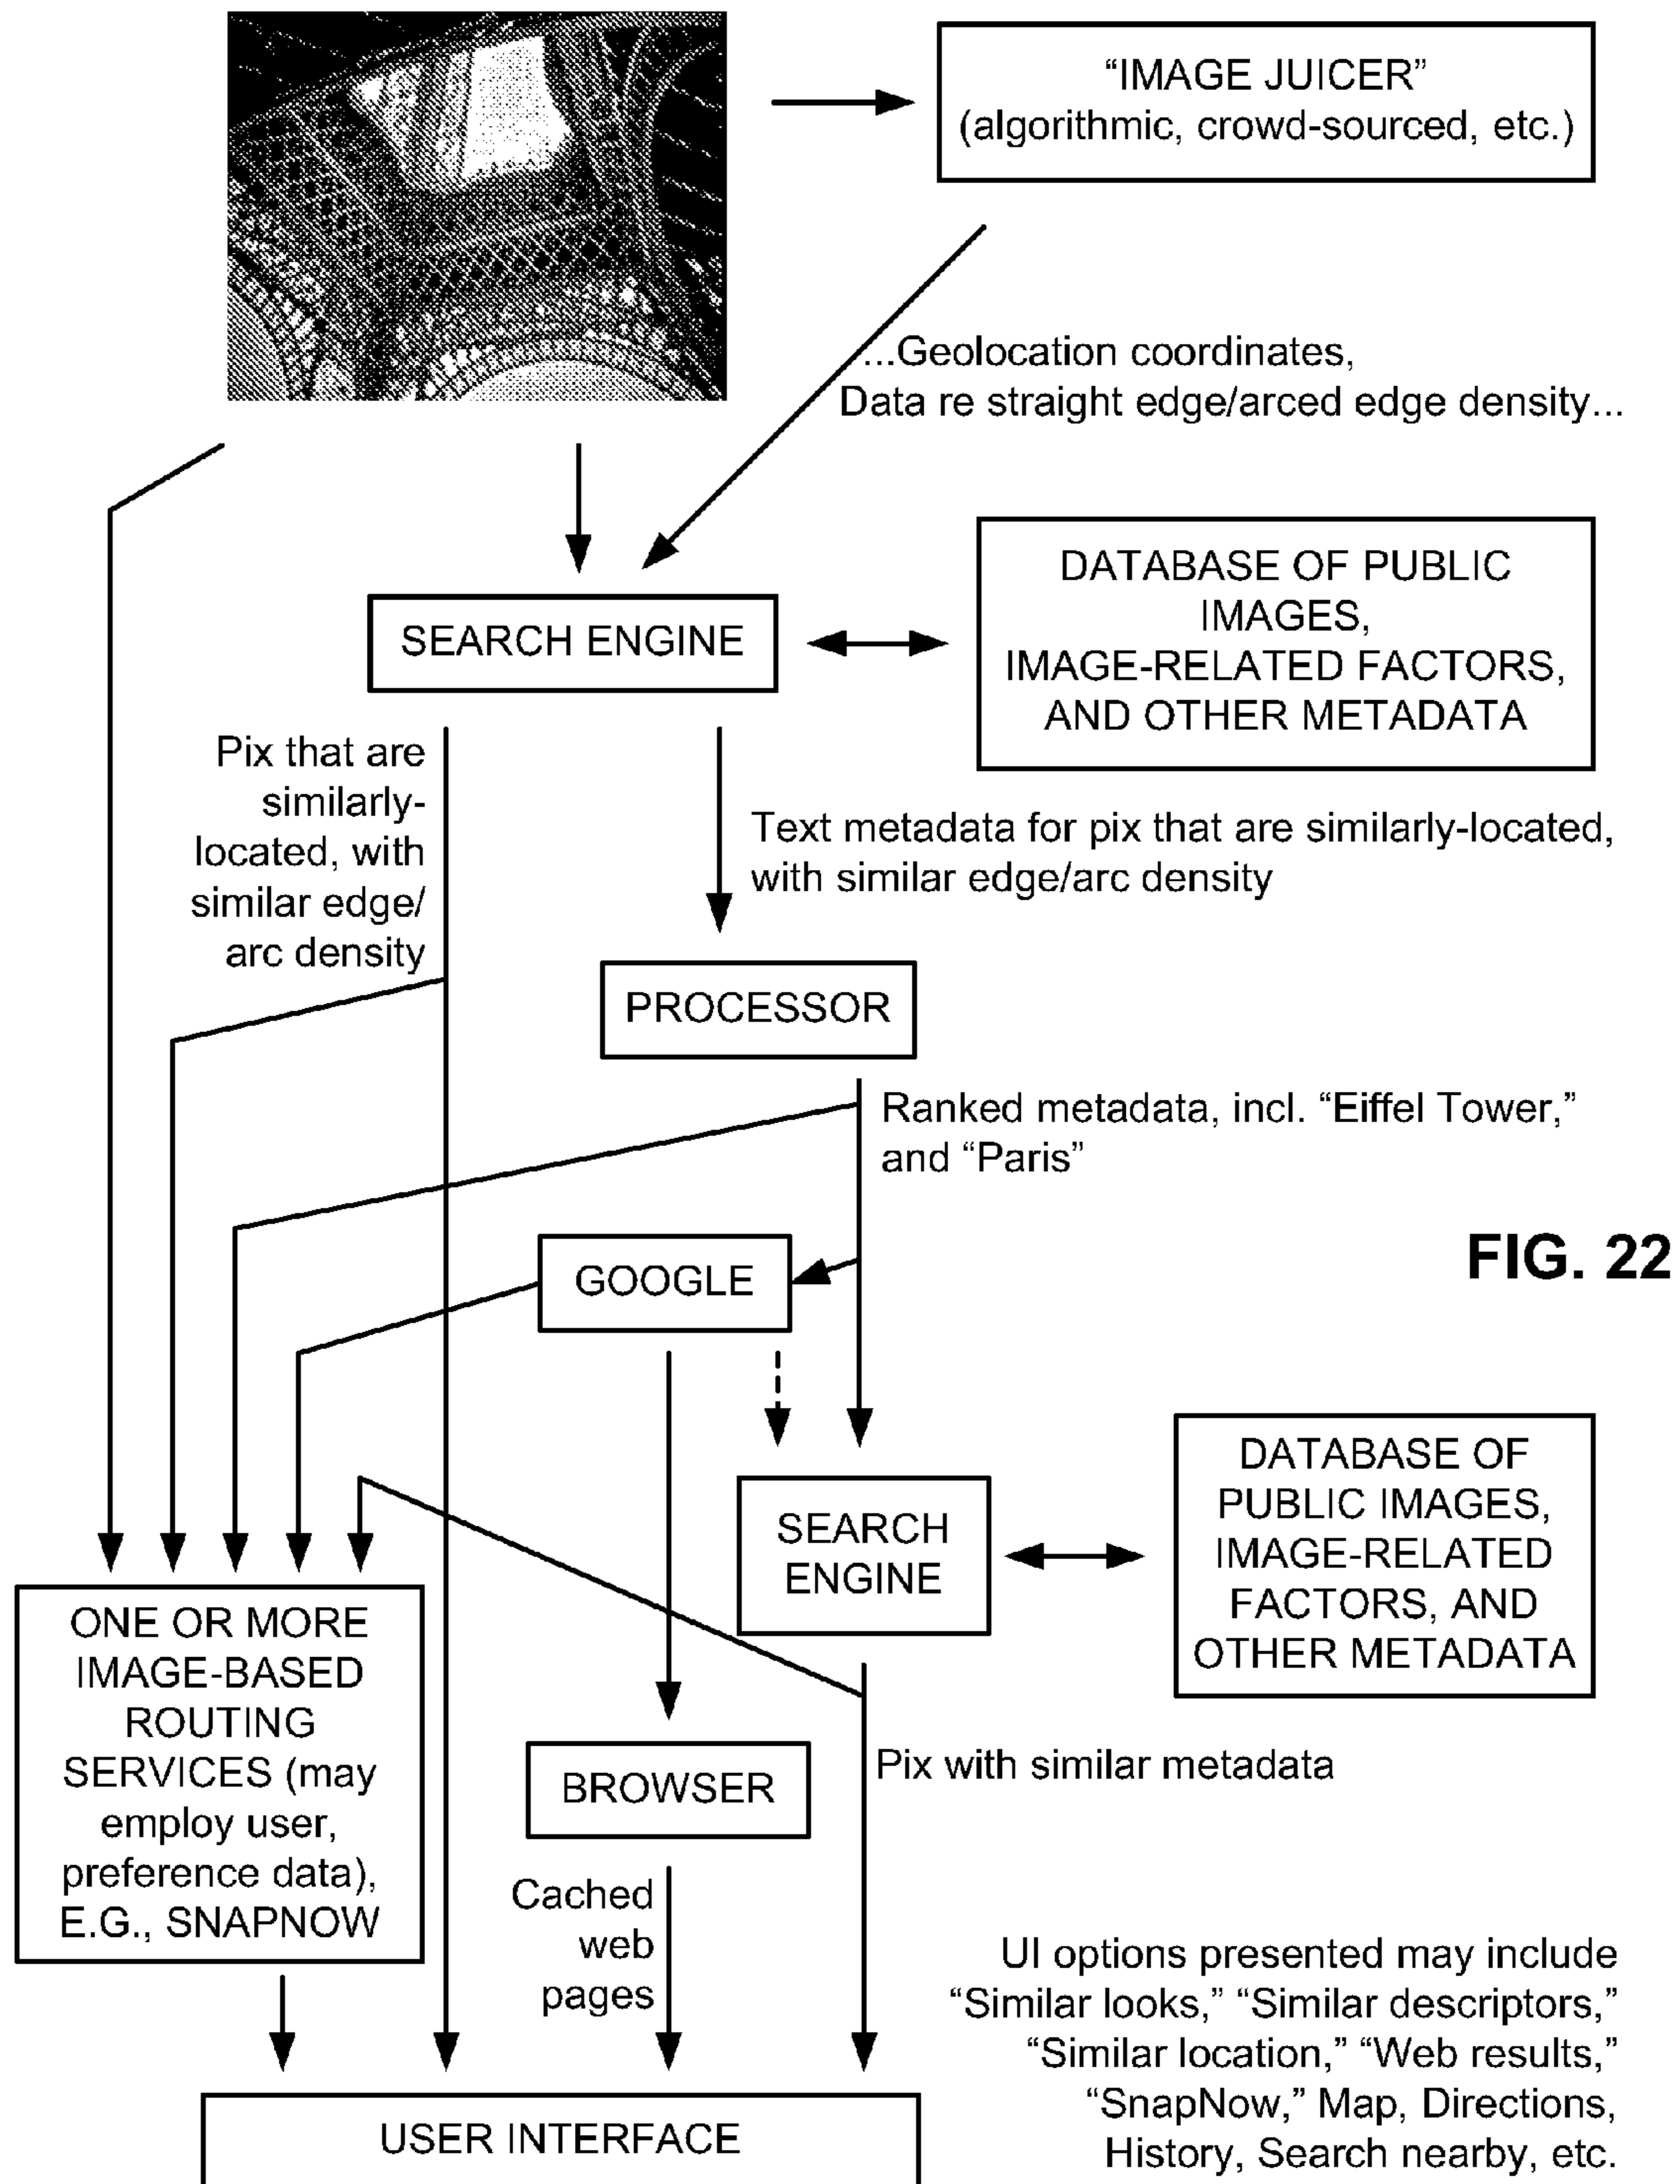 “IMAGE JUICER”
(algorithmic, crowd-sourced, etc.)
...Geolocation coordinates,
Data re straight edge/arced edge density...
SEARCH ENGINE
DATABASE OF PUBLIC
IMAGES,
IMAGE-RELATED FACTORS,
AND OTHER METADATA
Pix that are
similarly-
located, with
similar edge/
arc density
Text metadata for pix that are similarly-located,
with similar edge/arc density
PROCESSOR
Ranked metadata, incl. “Eiffel Tower,”
and “Paris”
FIG. 22
GOOGLE
SEARCH
ENGINE
DATABASE OF
PUBLIC IMAGES,
IMAGE-RELATED
FACTORS, AND
OTHER METADATA
ONE OR MORE
IMAGE-BASED
ROUTING
SERVICES (may
employ user,
preference data),
E.G., SNAPNOW
BROWSER
Pix with similar metadata
Cached
web
pages
UI options presented may include
“Similar looks,” “Similar descriptors,”
“Similar location,” “Web results,”
“SnapNow,” Map, Directions,
History, Search nearby, etc.
USER INTERFACE